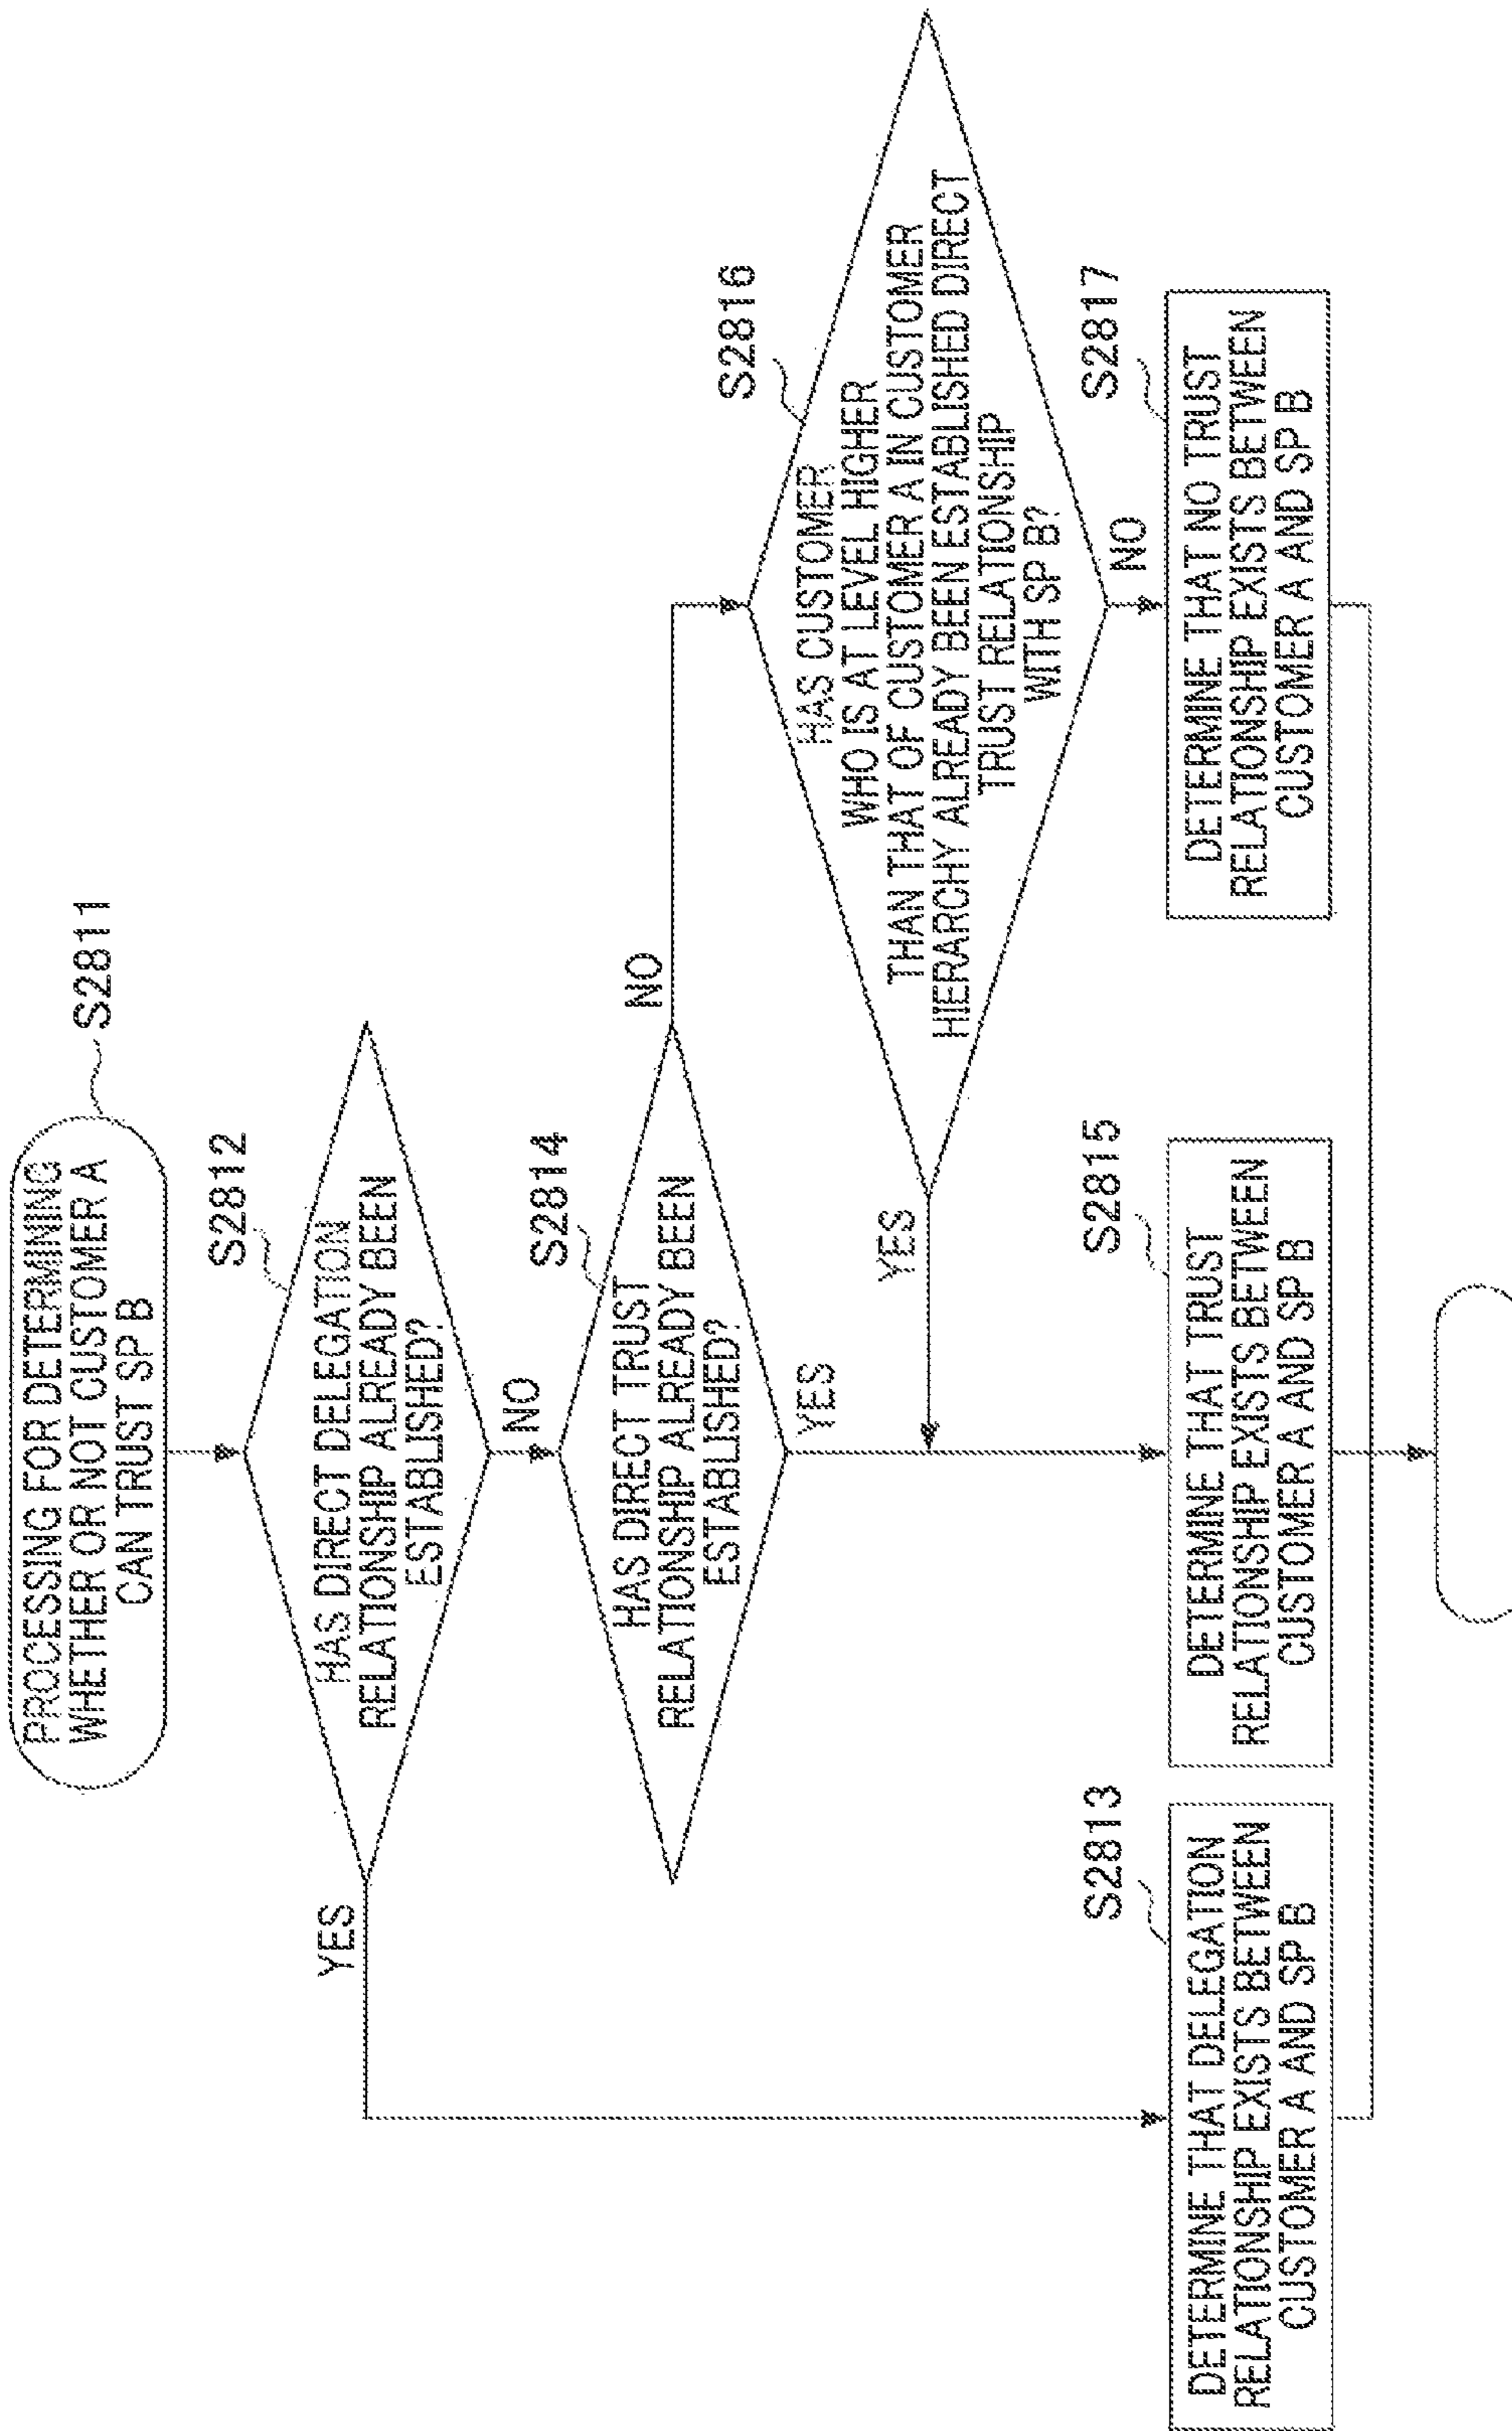 PROCESSING FOR DETERMINING
WHETHER OR NOT CUSTOMER A
CAN TRUST SP B
S2811
S2812
HAS DIRECT DELEGATION
RELATIONSHIP ALREADY BEEN
ESTABLISHED?
YES
NO
S2814
HAS DIRECT TRUST
RELATIONSHIP ALREADY BEEN
ESTABLISHED?
NO
YES
S2816
HAS CUSTOMER
WHO IS AT LEVEL HIGHER
THAN THAT OF CUSTOMER A IN CUSTOMER
HIERARCHY ALREADY BEEN ESTABLISHED DIRECT
TRUST RELATIONSHIP
WITH SP B?
YES
NO
S2813
DETERMINE THAT DELEGATION
RELATIONSHIP EXISTS BETWEEN
CUSTOMER A AND SP B
S2815
DETERMINE THAT TRUST
RELATIONSHIP EXISTS BETWEEN
CUSTOMER A AND SP B
S2817
DETERMINE THAT NO TRUST
RELATIONSHIP EXISTS BETWEEN
CUSTOMER A AND SP B